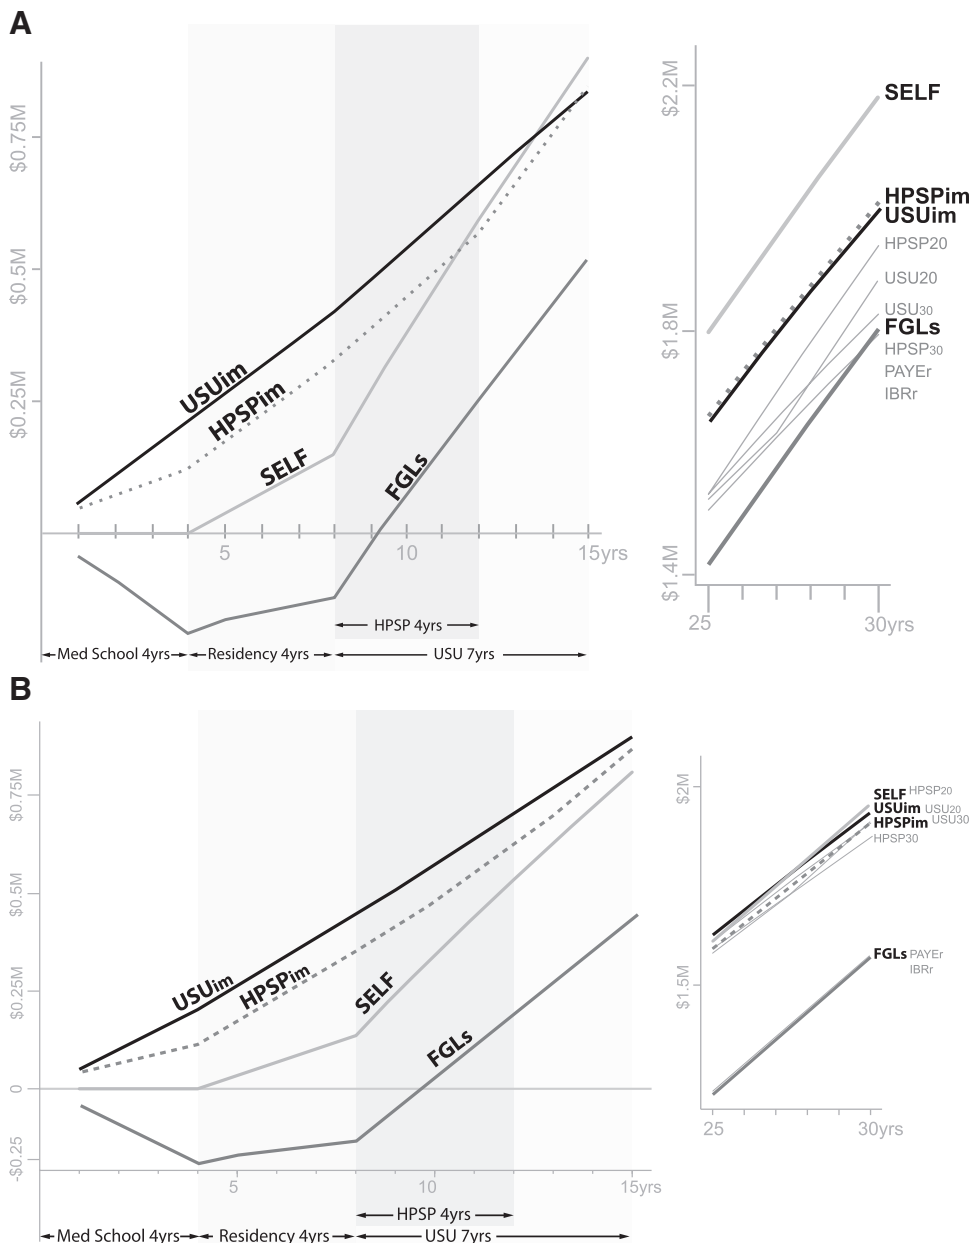 A
$0.75M
$0.5M
$0.25M
USUim
HPSPim
SELF
FGLs
5
10
15yrs
HPSP 4yrs
Med School 4yrs
Residency 4yrs
USU 7yrs
$2.2M
$1.8M
$1.4M
SELF
HPSPim
USUim
HPSP20
USU20
USU30
FGLs
HPSP30
PAYEr
IBRr
25
30yrs
B
$0.75M
$0.5M
$0.25M
0
-$0.25
USUim
HPSPim
SELF
FGLs
5
10
15yrs
HPSP 4yrs
Med School 4yrs
Residency 4yrs
USU 7yrs
$2M
$1.5M
SELF HPSP20
USUim USU20
HPSPim USU30
HPSP30
FGLs PAYEr
IBRr
25
30yrs